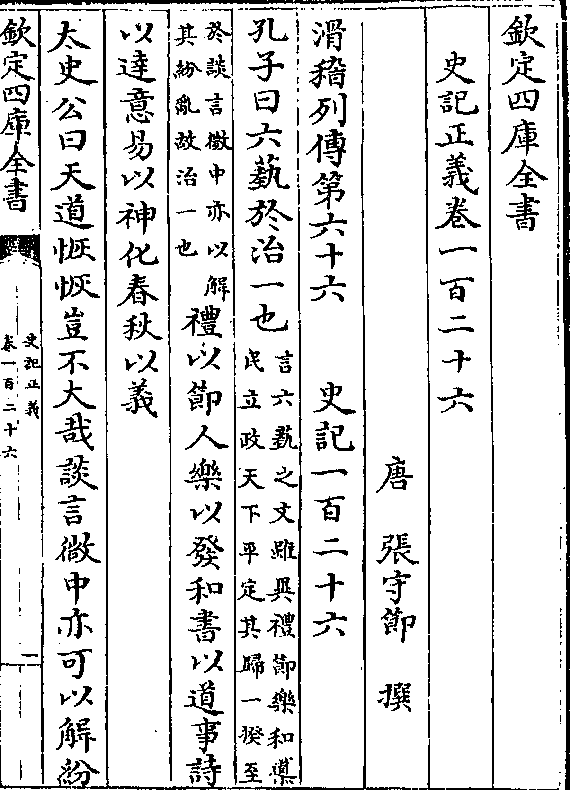 欽定四庫全書
史記正義卷一百二十六
唐 張守節 撰
滑稽列傳第六十六 史記一百二十六
孔子曰六藝於治一也
言六藝之文雖異禮節樂和導
民立政天下平定其歸一揆至
於談言微中亦以解
其紛亂故治一也
禮以節人樂以發和書以道事詩
以達意易以神化春秋以義
太史公曰天道恢恢豈不大哉談言微中亦可以解紛
欽定四庫全書
史記正義
卷一百二十六
一